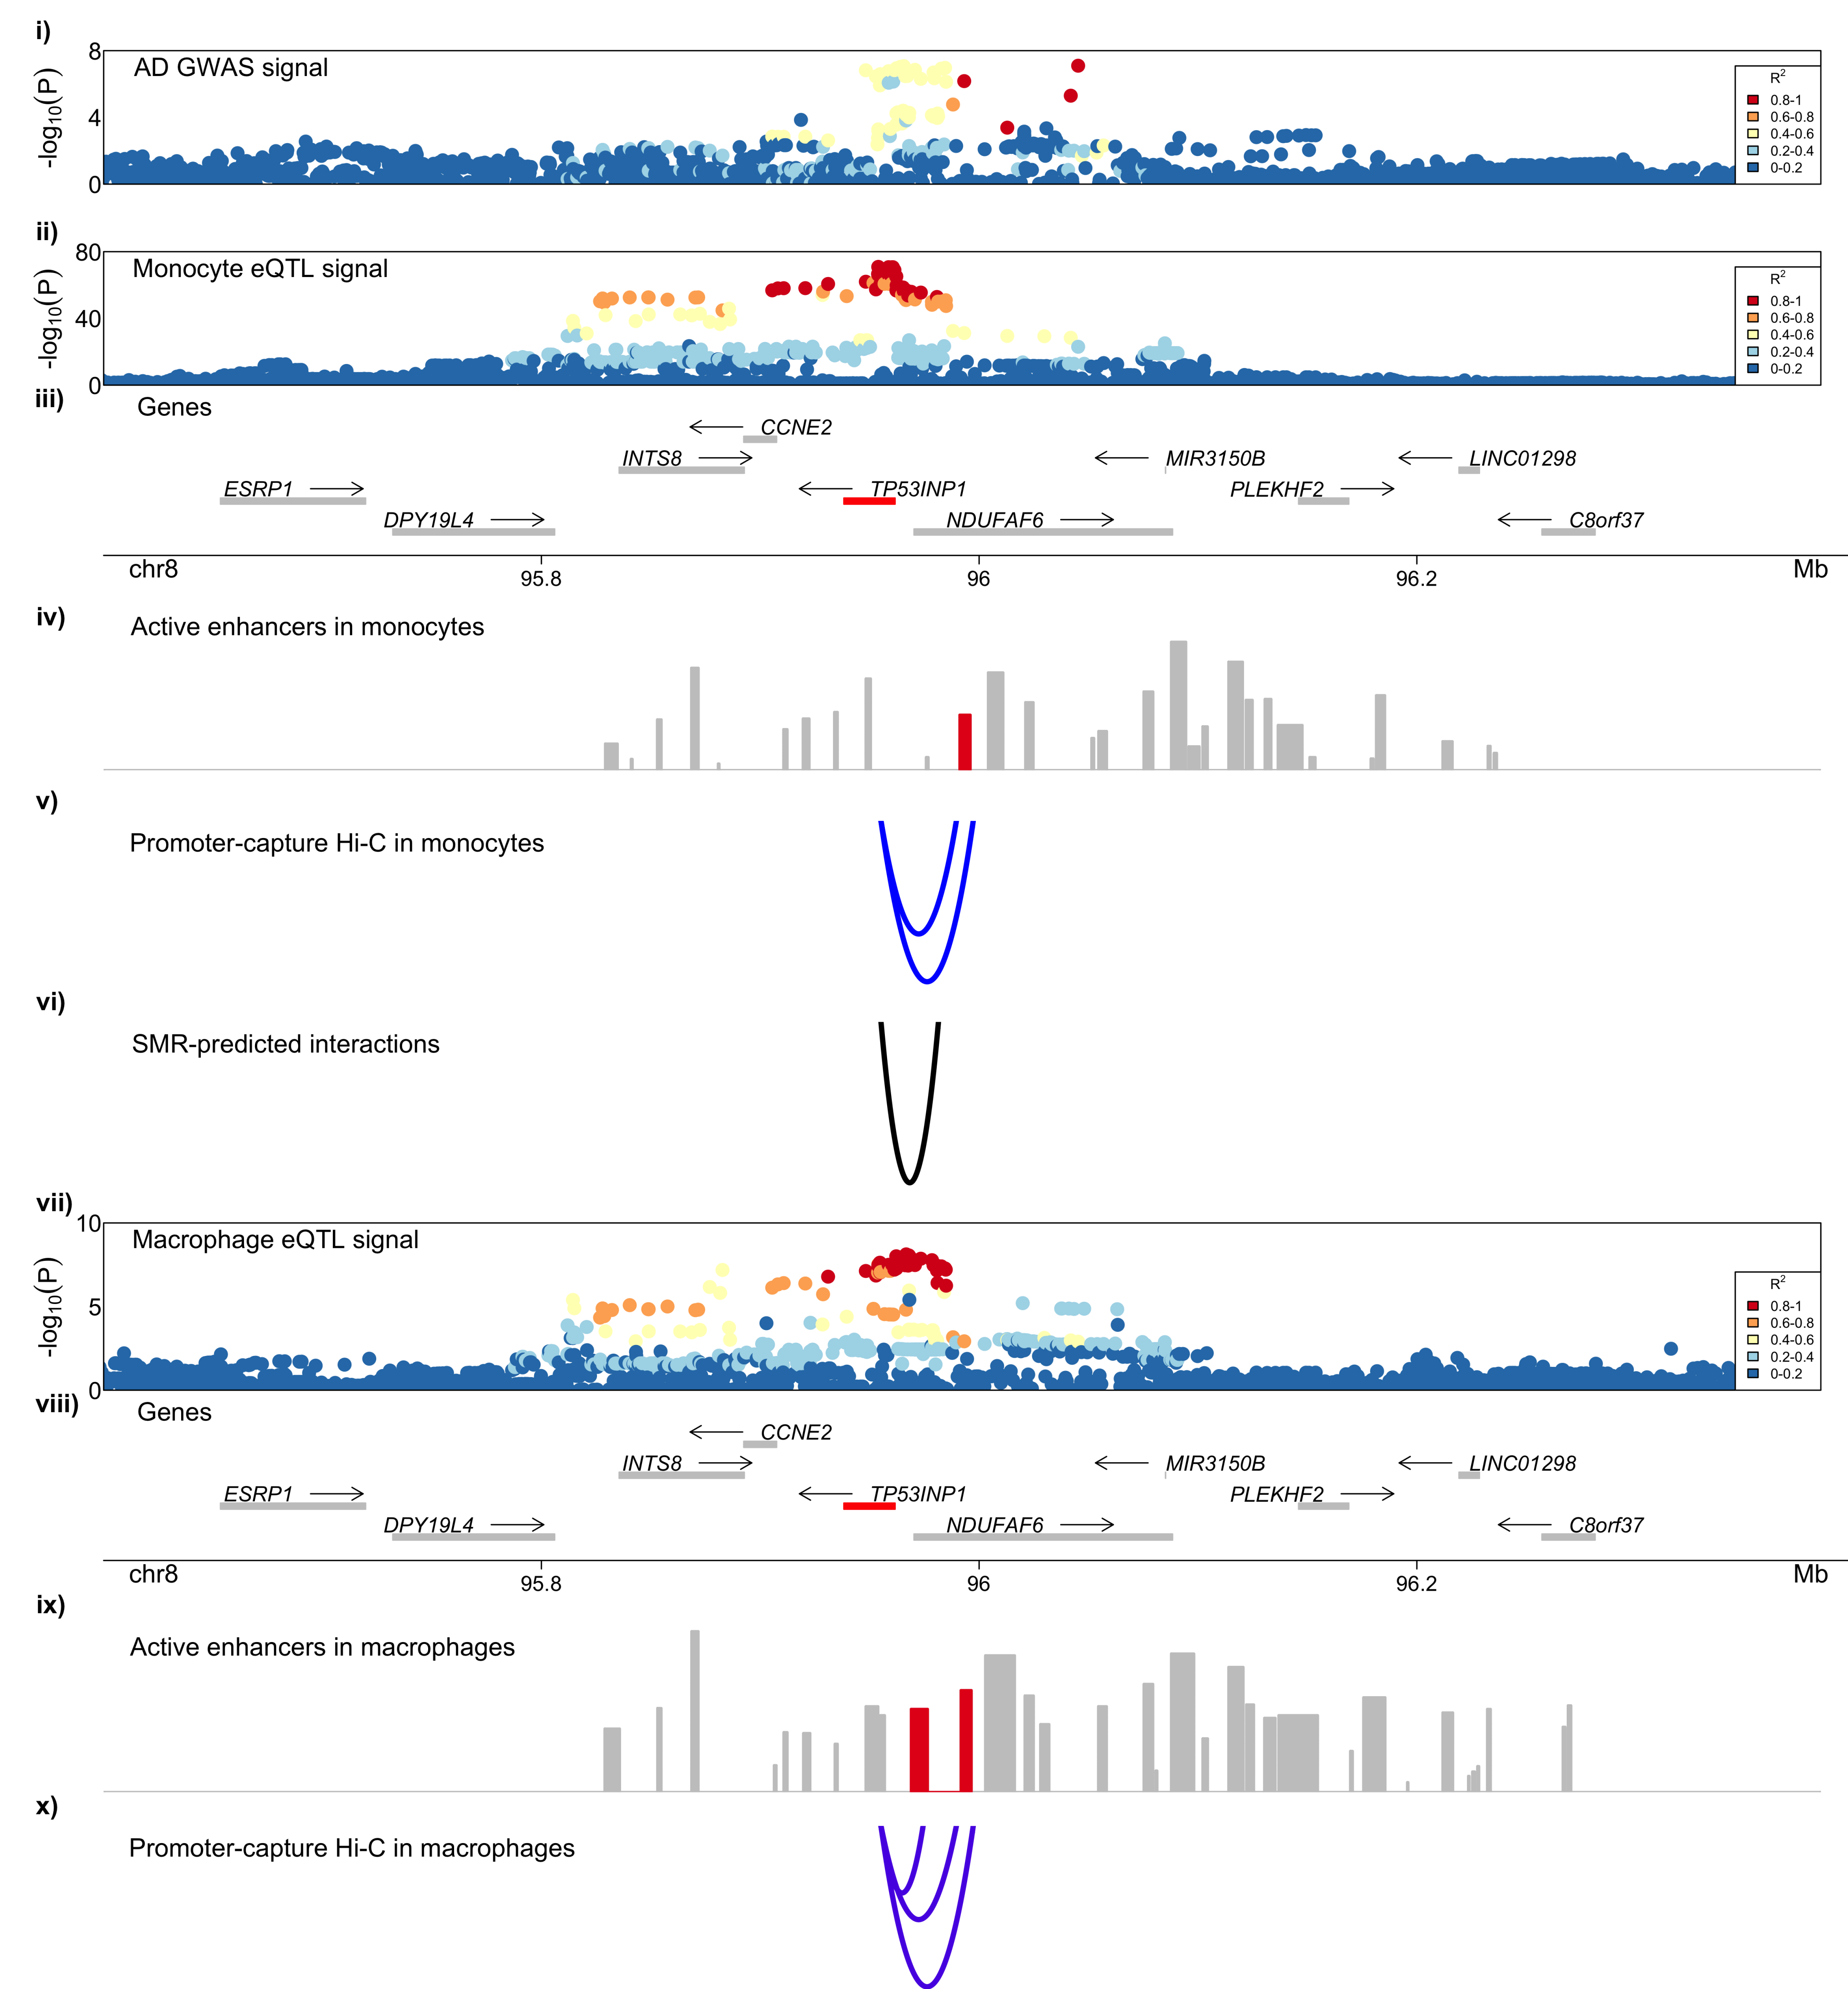 i)
AD GWAS signal
-log10(P)
8
4
0
R2
0.8-1
0.6-0.8
0.4-0.6
0.2-0.4
0-0.2
ii)
Monocyte eQTL signal
-log10(P)
80
40
0
R2
0.8-1
0.6-0.8
0.4-0.6
0.2-0.4
0-0.2
iii)
Genes
CCNE2
INTS8
MIR3150B
LINC01298
ESRP1
TP53INP1
PLEKHF2
DPY19L4
NDUFAF6
C8orf37
chr8
95.8
96
96.2
Mb
iv)
Active enhancers in monocytes
v)
Promoter-capture Hi-C in monocytes
vi)
SMR-predicted interactions
vii)
Macrophage eQTL signal
-log10(P)
10
5
0
R2
0.8-1
0.6-0.8
0.4-0.6
0.2-0.4
0-0.2
viii)
Genes
CCNE2
INTS8
MIR3150B
LINC01298
ESRP1
TP53INP1
PLEKHF2
DPY19L4
NDUFAF6
C8orf37
chr8
95.8
96
96.2
Mb
ix)
Active enhancers in macrophages
x)
Promoter-capture Hi-C in macrophages